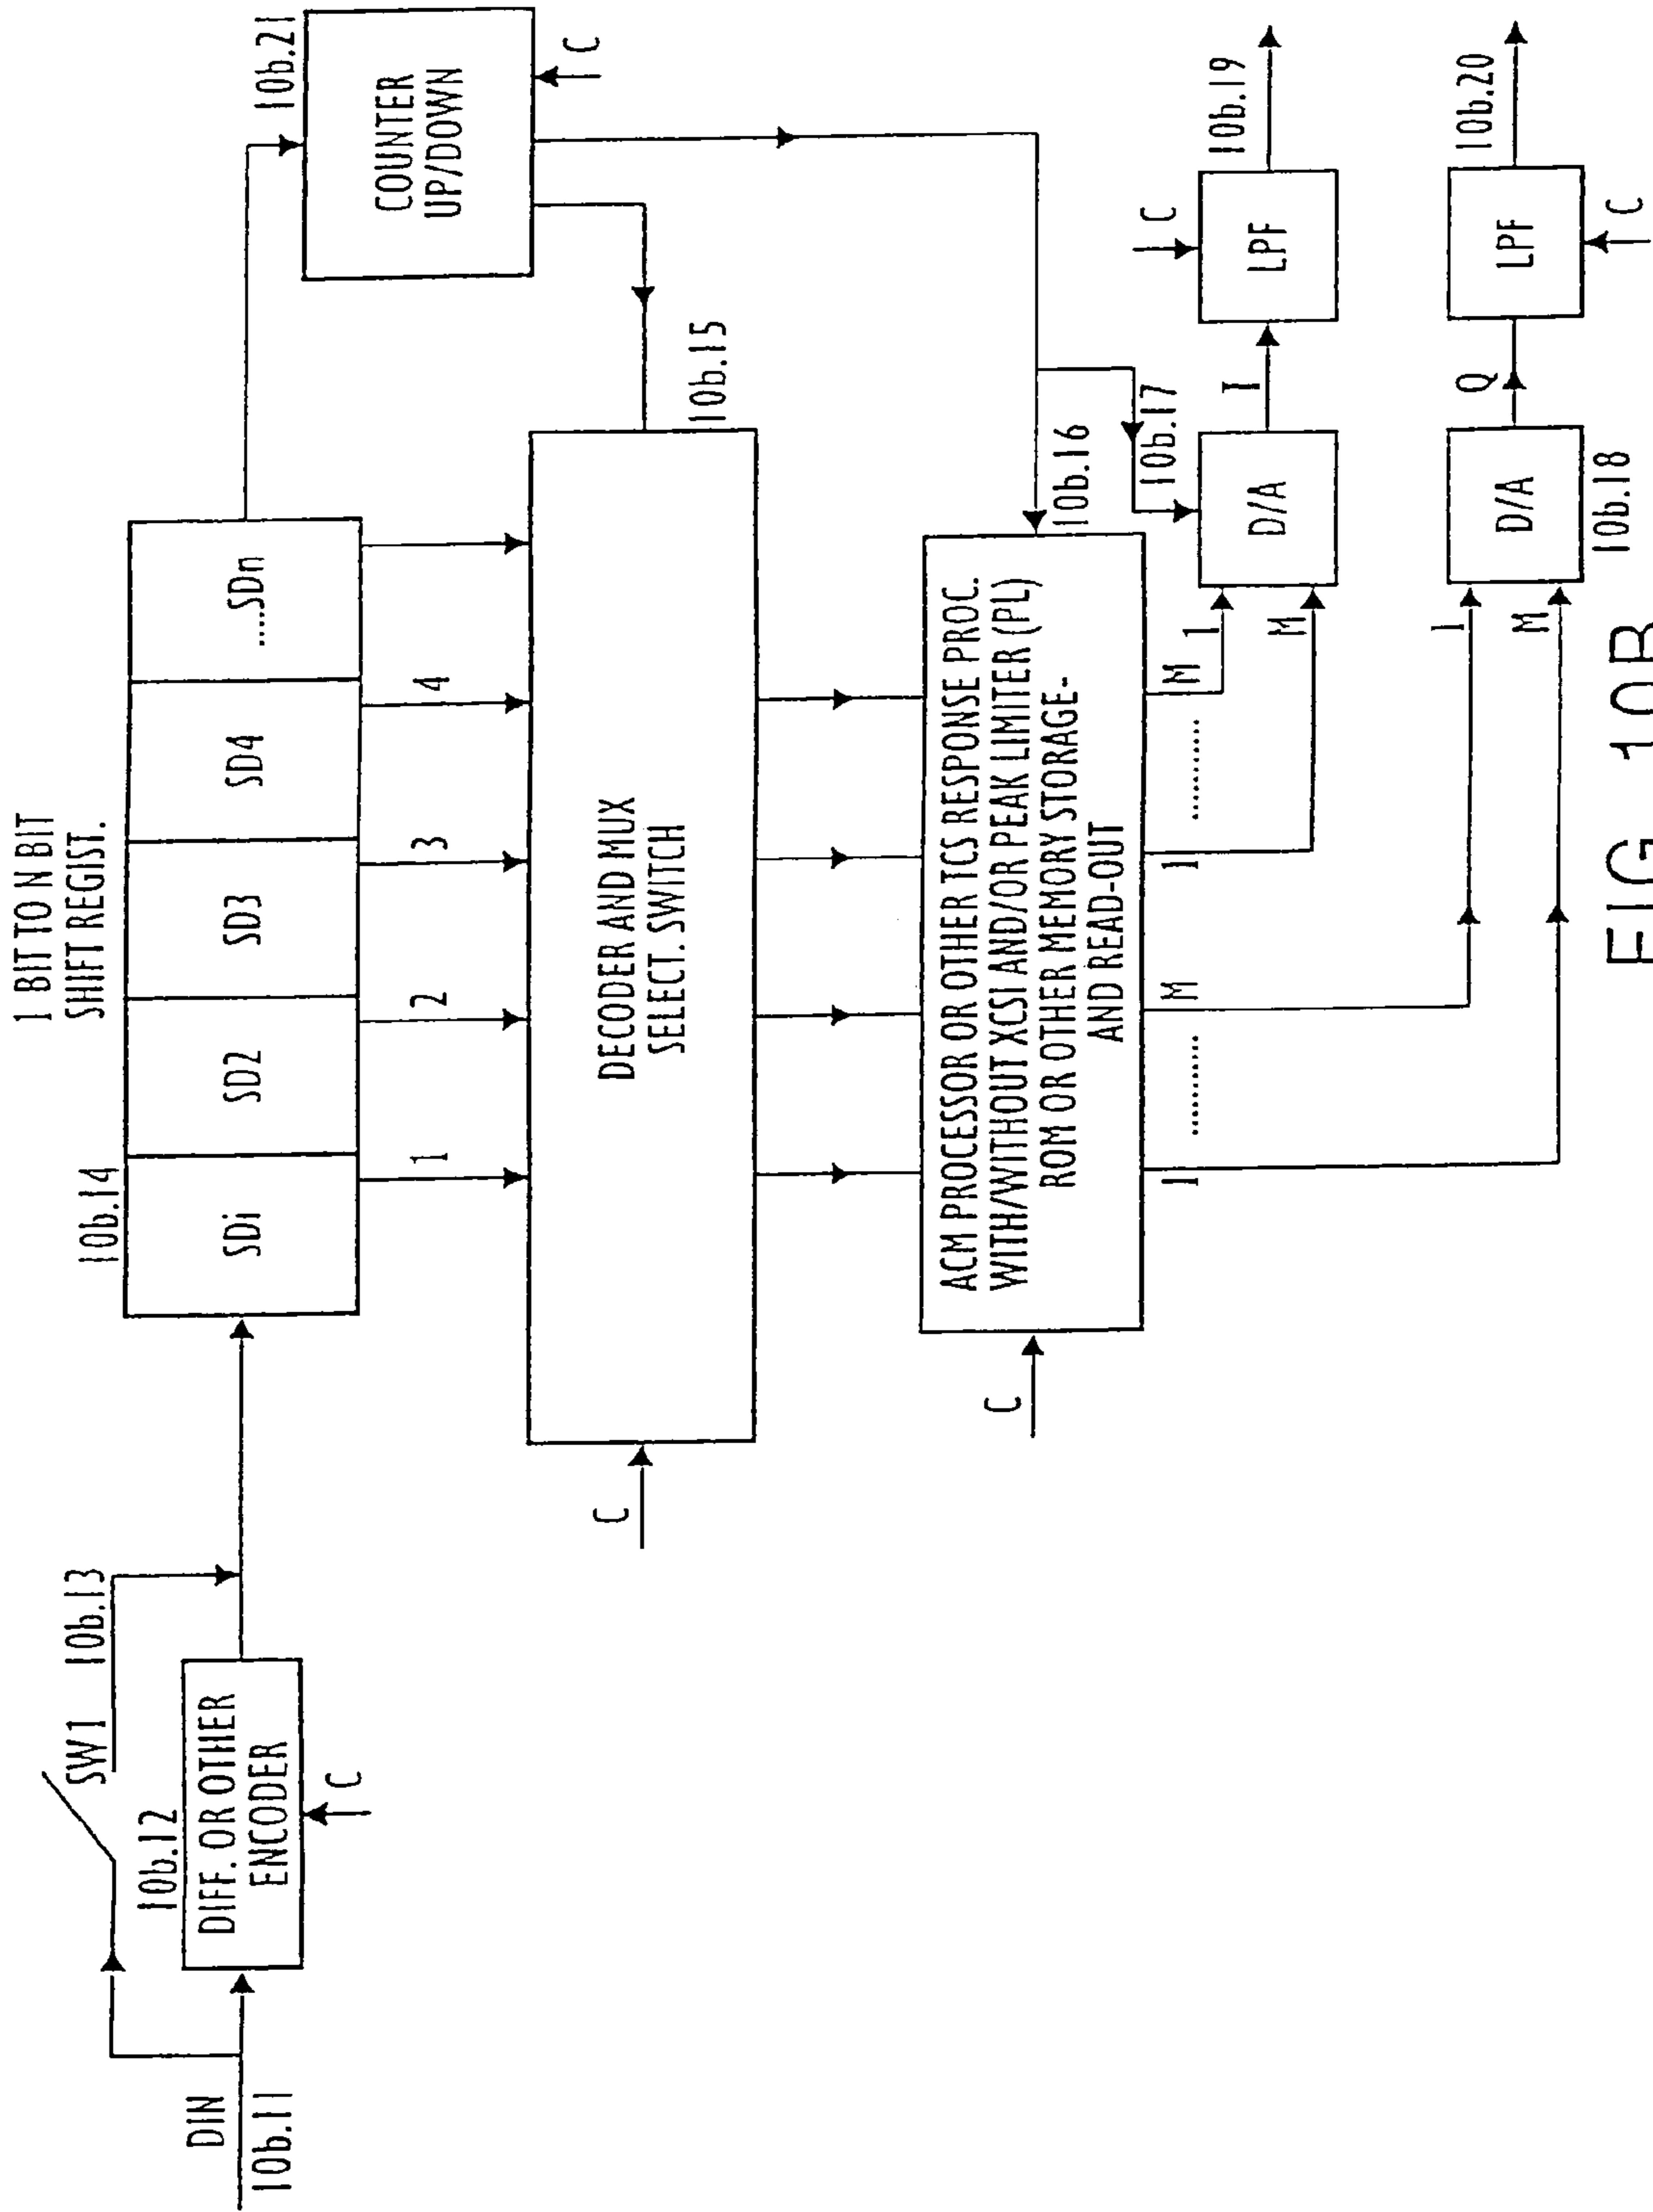 DIN
10b.11
SW1 10b.13
10b.12
DIFF. OR OTHER
ENCODER
C
1 BIT TO N BIT
SHIFT REGIST.
10b.14
SDi
SD2
SD3
SD4
.....SDn
1
2
3
4
10b.21
COUNTER
UP/DOWN
C
DECODER AND MUX
SELECT. SWITCH
10b.15
C
ACM PROCESSOR OR OTHER TCS RESPONSE PROC.
WITH/WITHOUT XCSI AND/OR PEAK LIMITER (PL)
ROM OR OTHER MEMORY STORAGE-
AND READ-OUT
10b.16
C
1 .......... M
1 .......... M
10b.17
1
M
D/A
I
C
LPF
10b.19
1
M
D/A
10b.18
Q
LPF
C
10b.20
FIG. 10B